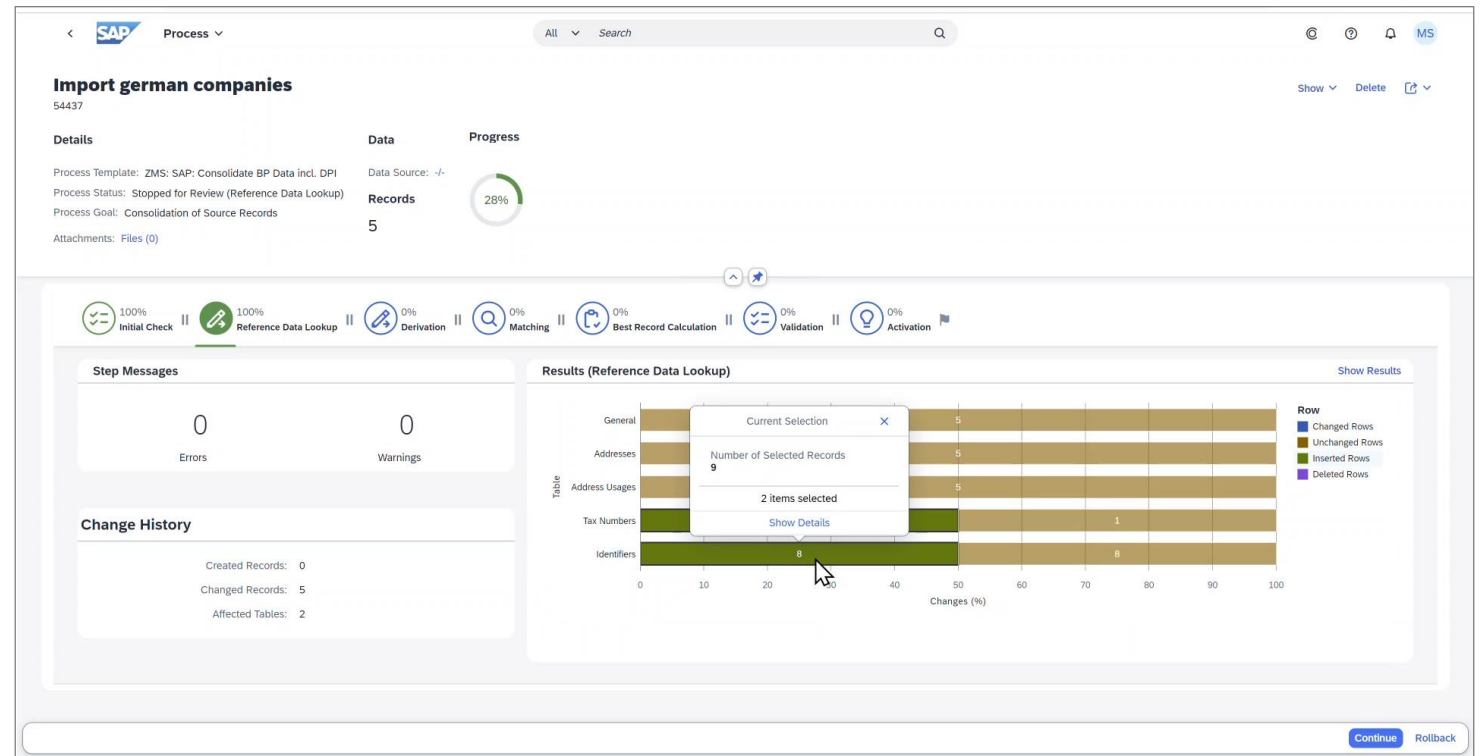 SAP
Process
All
Search
MS
Import german companies
54437
Show
Delete
Details
Process Template: ZMS: SAP: Consolidate BP Data incl. DPI
Process Status: Stopped for Review (Reference Data Lookup)
Process Goal: Consolidation of Source Records
Attachments: Files (0)
Data
Data Source: -/-
Records
5
Progress
28%
100%
Initial Check
100%
Reference Data Lookup
0%
Derivation
0%
Matching
0%
Best Record Calculation
0%
Validation
0%
Activation
Step Messages
0
Errors
0
Warnings
Change History
Created Records: 0
Changed Records: 5
Affected Tables: 2
Results (Reference Data Lookup)
Show Results
Table
General
5
Addresses
5
Address Usages
5
Tax Numbers
1
Identifiers
8
8
0 10 20 30 40 50 60 70 80 90 100
Changes (%)
Current Selection
Number of Selected Records
9
2 items selected
Show Details
Row
Changed Rows
Unchanged Rows
Inserted Rows
Deleted Rows
Continue
Rollback